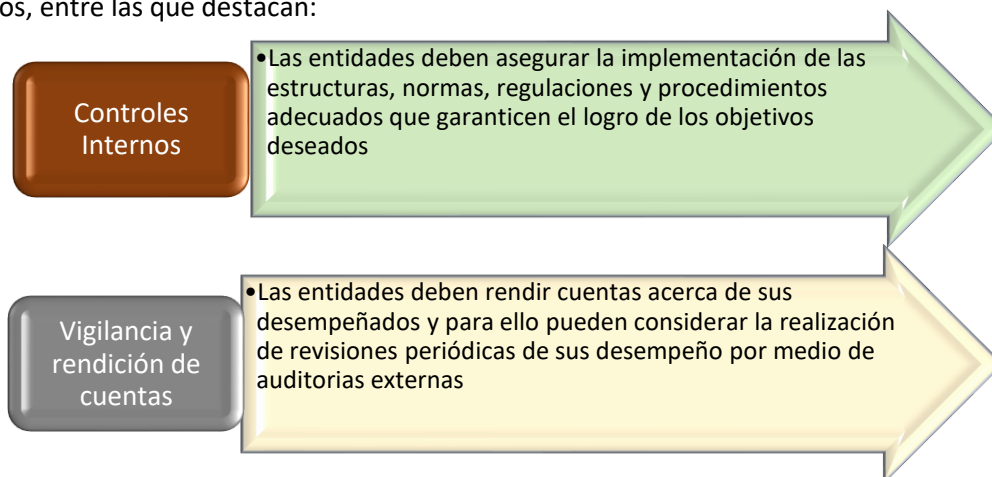 os, entre las que destacan:
Controles
Internos
•Las entidades deben asegurar la implementación de las
estructuras, normas, regulaciones y procedimientos
adecuados que garanticen el logro de los objetivos
deseados
Vigilancia y
rendición de
cuentas
•Las entidades deben rendir cuentas acerca de sus
desempeñados y para ello pueden considerar la realización
de revisiones periódicas de sus desempeño por medio de
auditorias externas